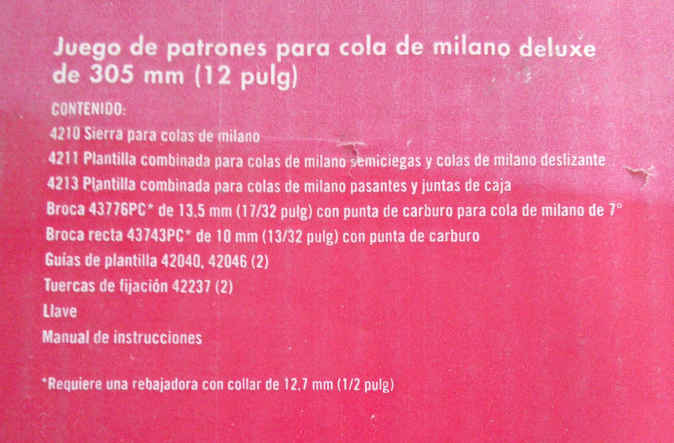 Juego de patrones para cola de milano deluxe
de 305 mm (12 pulg)
CONTENIDO:
4210 Sierra para colas de milano
4211 Plantilla combinada para colas de milano semiciegas y colas de milano deslizante
4213 Plantilla combinada para colas de milano pasantes y juntas de caja
Broca 43776PC* de 13.5 mm (17/32 pulg) con punta de carburo para cola de milano de 7°
Broca recta 43743PC* de 10 mm (13/32 pulg) con punta de carburo
Guías de plantilla 42040, 42046 (2)
Tuercas de fijación 42237 (2)
Llave
Manual de instrucciones
*Requiere una rebajadora con collar de 12,7 mm (1/2 pulg)